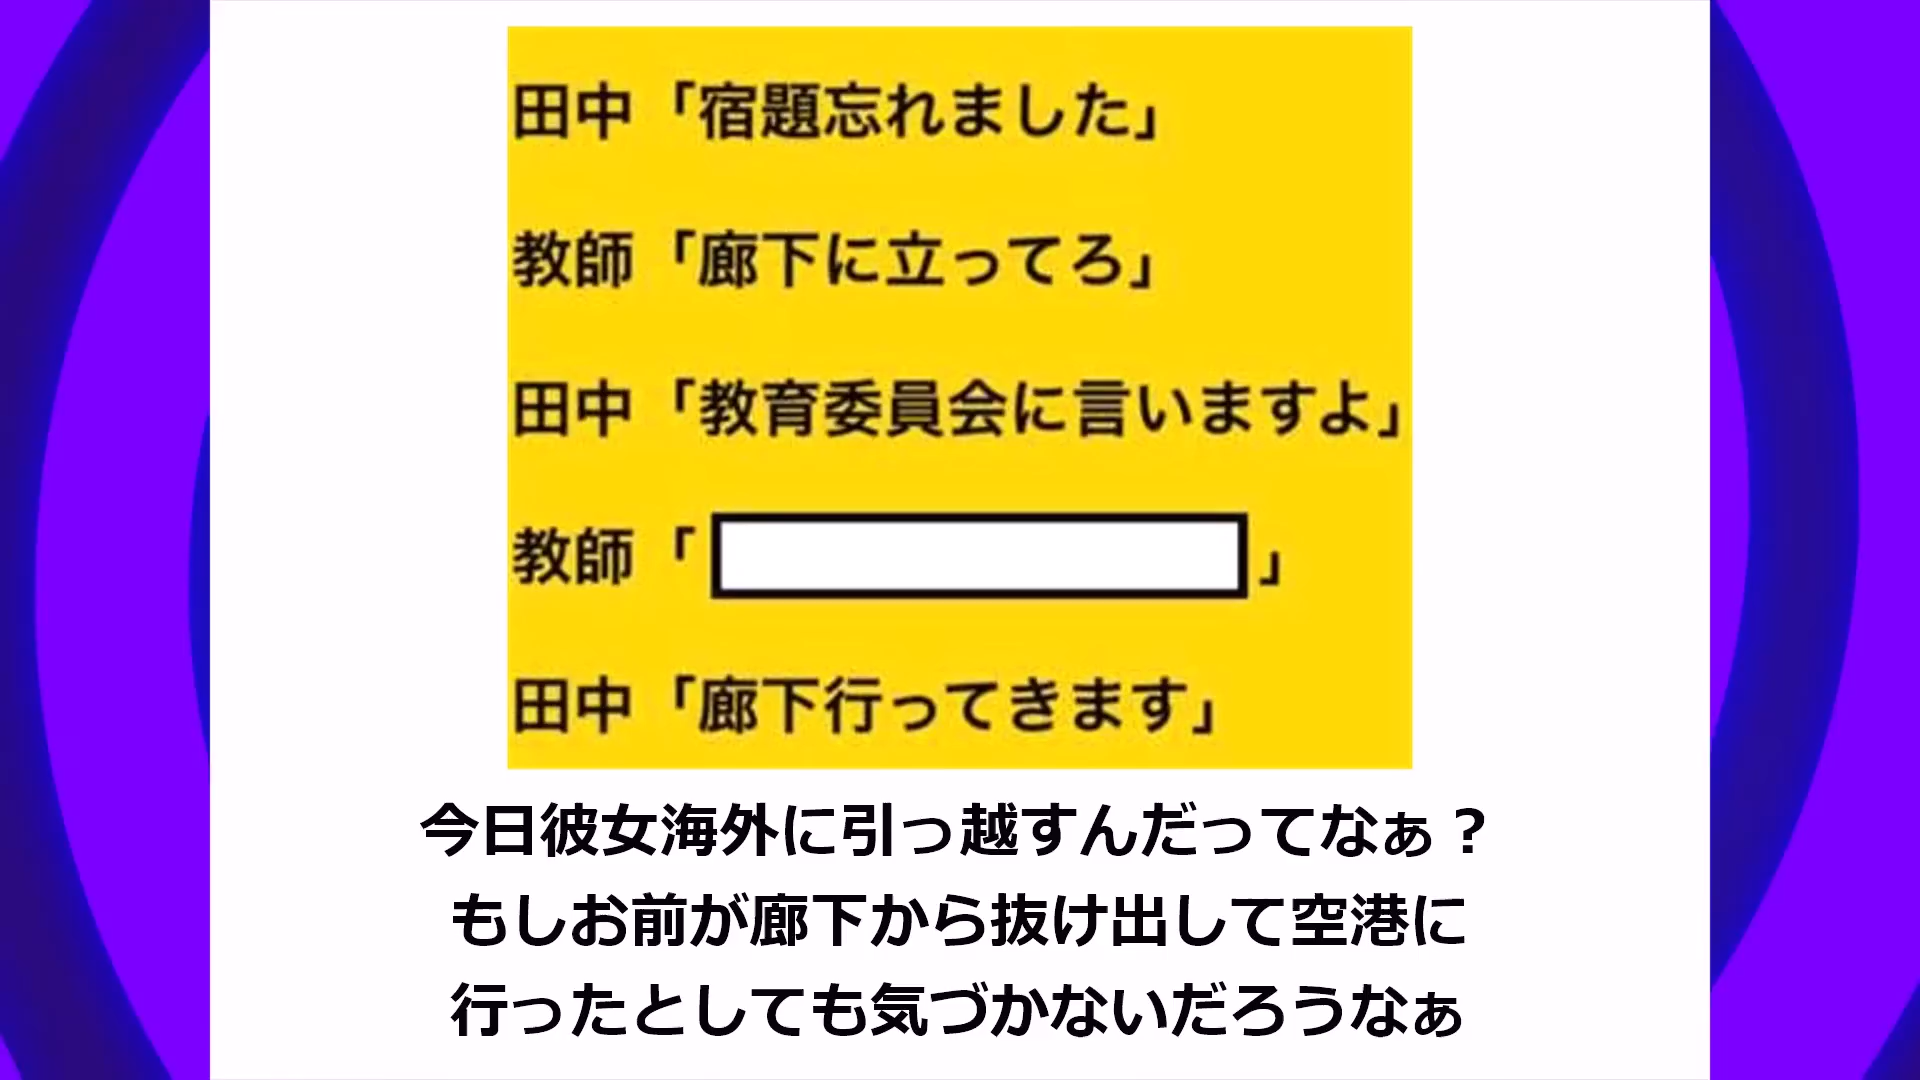 田中「宿題忘れました」
教師「廊下に立ってろ」
田中「教育委員会に言いますよ」
教師「　　　　」
田中「廊下行ってきます」
今日彼女海外に引っ越すんだってなぁ？
もしお前が廊下から抜け出して空港に
行ったとしても気づかないだろうなぁ